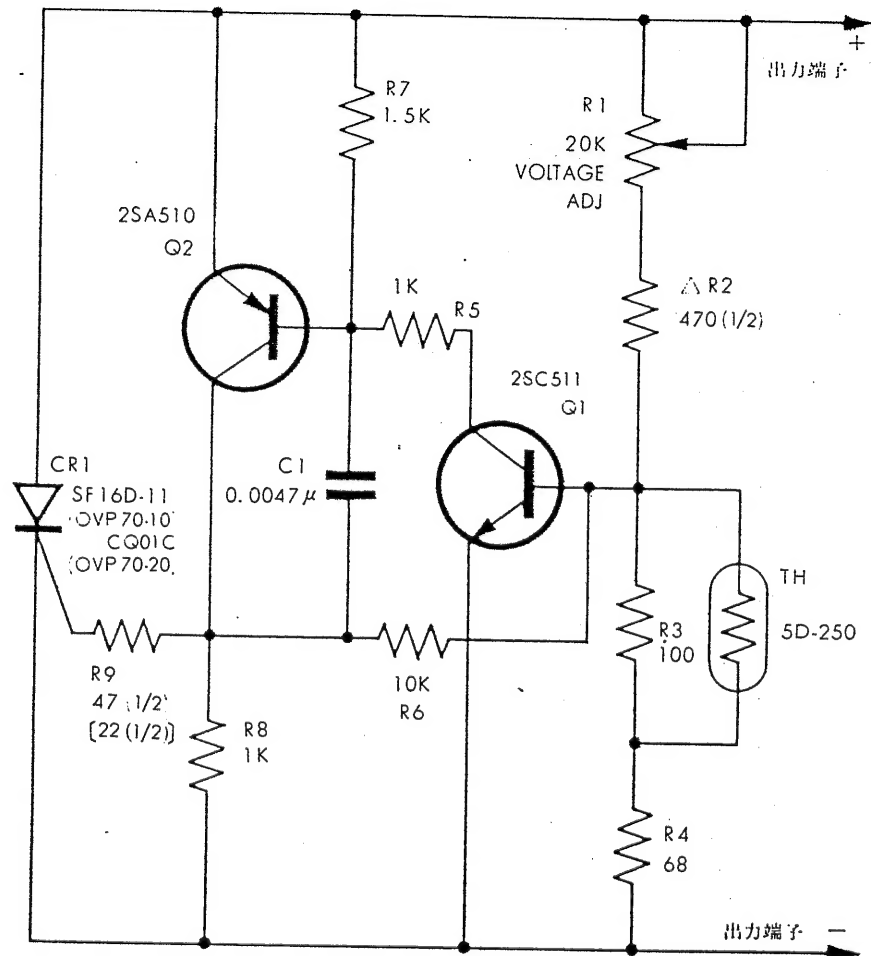 +
出力端子
R7
1.5K
R1
20K
VOLTAGE
ADJ
2SA510
Q2
1K
R5
△ R2
470 (1/2)
2SC511
Q1
CR1
SF16D-11
(OVP70-10)
CQ01C
(OVP70-20)
C1
0.0047μ
TH
5D-250
R3
100
R9
47 (1/2)
[22 (1/2)]
10K
R6
R8
1K
R4
68
出力端子 −